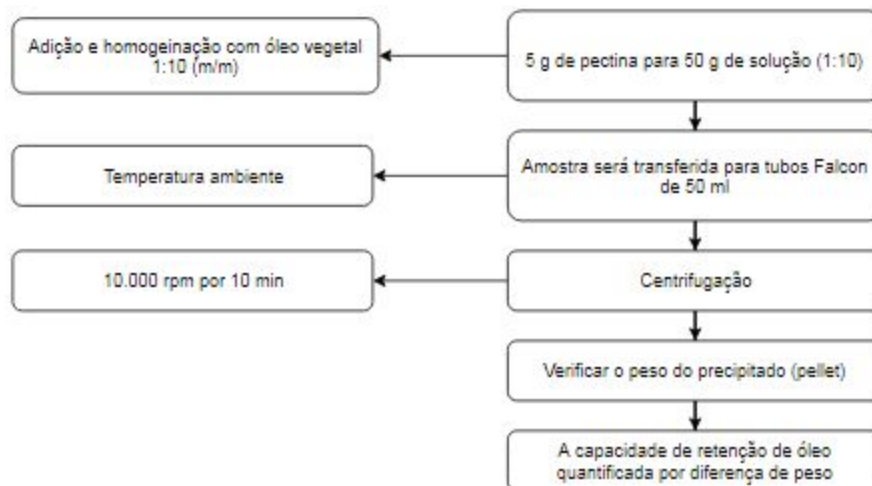 Adição e homogeinação com óleo vegetal
1:10 (m/m)
5 g de pectina para 50 g de solução (1:10)
Temperatura ambiente
Amostra será transferida para tubos Falcon
de 50 ml
10.000 rpm por 10 min
Centrifugação
Verificar o peso do precipitado (pellet)
A capacidade de retenção de óleo
quantificada por diferença de peso